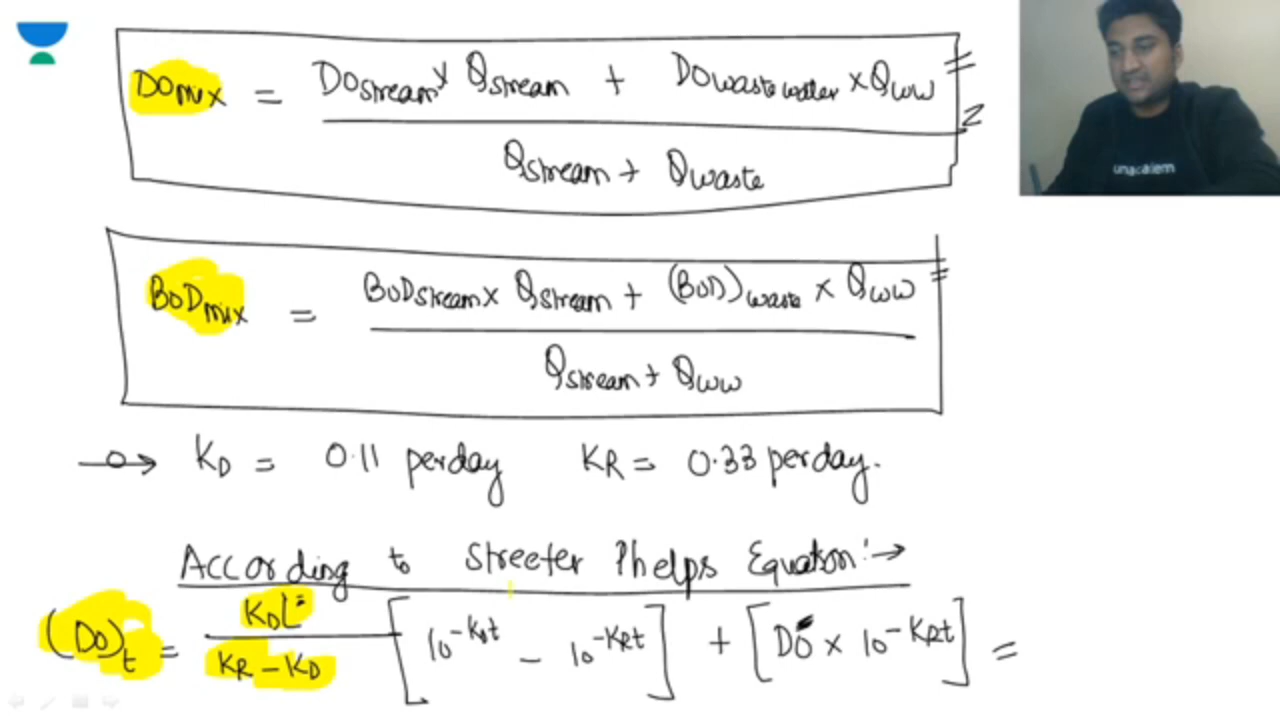 DOmix = DOstream x Qstream + DOwastewater x Qww
Qstream + Qwaste
unacademy
BODmix = BODstream x Qstream + (BOD)waste x Qww
Qstream + Qww
→ KD = 0.11 perday KR = 0.33 perday.
According to Streeter Phelps Equation :→
(DO)t = KDL / KR - KD [10^-KDt - 10^-KRt] + [DO x 10^-KRt] =